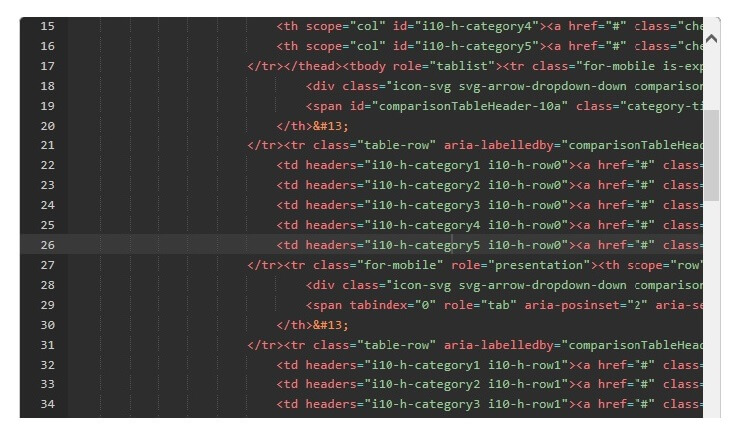 15 <th scope="col" id="i10-h-category4"><a href="#" class="che
16 <th scope="col" id="i10-h-category5"><a href="#" class="che
17 </tr></thead><tbody role="tablist"><tr class="for-mobile is-exp
18 <div class="icon-svg svg-arrow-dropdown-down comparison
19 <span id="comparisonTableHeader-10a" class="category-ti
20 </th>&#13;
21 </tr><tr class="table-row" aria-labelledby="comparisonTableHead
22 <td headers="i10-h-category1 i10-h-row0"><a href="#" class=
23 <td headers="i10-h-category2 i10-h-row0"><a href="#" class=
24 <td headers="i10-h-category3 i10-h-row0"><a href="#" class=
25 <td headers="i10-h-category4 i10-h-row0"><a href="#" class=
26 <td headers="i10-h-category5 i10-h-row0"><a href="#" class=
27 </tr><tr class="for-mobile" role="presentation"><th scope="row"
28 <div class="icon-svg svg-arrow-dropdown-down comparison
29 <span tabindex="0" role="tab" aria-posinset="2" aria-se
30 </th>&#13;
31 </tr><tr class="table-row" aria-labelledby="comparisonTableHead
32 <td headers="i10-h-category1 i10-h-row1"><a href="#" class=
33 <td headers="i10-h-category2 i10-h-row1"><a href="#" class=
34 <td headers="i10-h-category3 i10-h-row1"><a href="#" class=